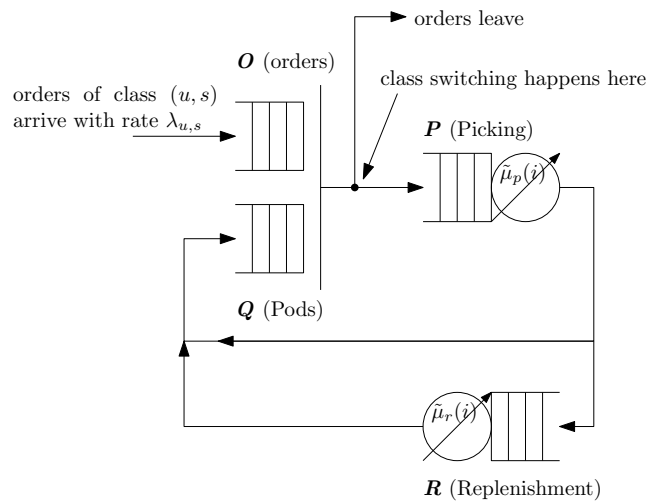 orders leave
O (orders)
class switching happens here
orders of class (u, s)
arrive with rate λ_{u,s}
P (Picking)
μ̃_p(i)
Q (Pods)
μ̃_r(i)
R (Replenishment)